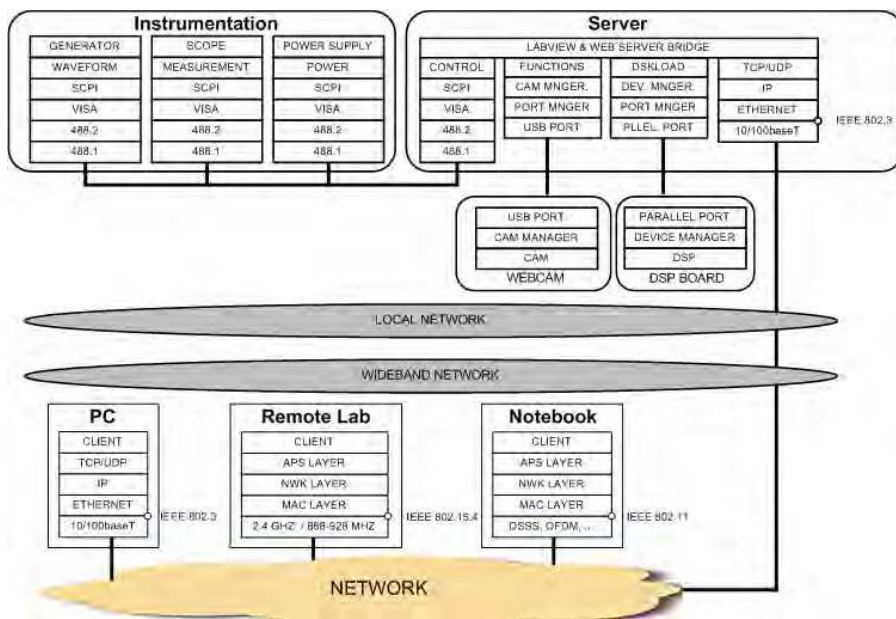 Instrumentation
GENERATOR
WAVEFORM
SCPI
VISA
488.2
488.1
SCOPE
MEASUREMENT
SCPI
VISA
488.2
488.1
POWER SUPPLY
POWER
SCPI
VISA
488.2
488.1
Server
LABVIEW & WEB SERVER BRIDGE
CONTROL
SCPI
VISA
488.2
488.1
FUNCTIONS
CAM MNGER.
PORT MNGER
USB PORT
DSKLOAD
DEV. MNGER.
PORT MNGER
PLLEL. PORT
TCP/UDP
IP
ETHERNET
10/100baseT
IEEE 802.3
USB PORT
CAM MANAGER
CAM
WEBCAM
PARALLEL PORT
DEVICE MANAGER
DSP
DSP BOARD
LOCAL NETWORK
WIDEBAND NETWORK
PC
CLIENT
TCP/UDP
IP
ETHERNET
10/100baseT
IEEE 802.3
Remote Lab
CLIENT
APS LAYER
NWK LAYER
MAC LAYER
2.4 GHZ / 868-928 MHZ
IEEE 802.15.4
Notebook
CLIENT
APS LAYER
NWK LAYER
MAC LAYER
DSSS, OFDM, ...
IEEE 802.11
NETWORK